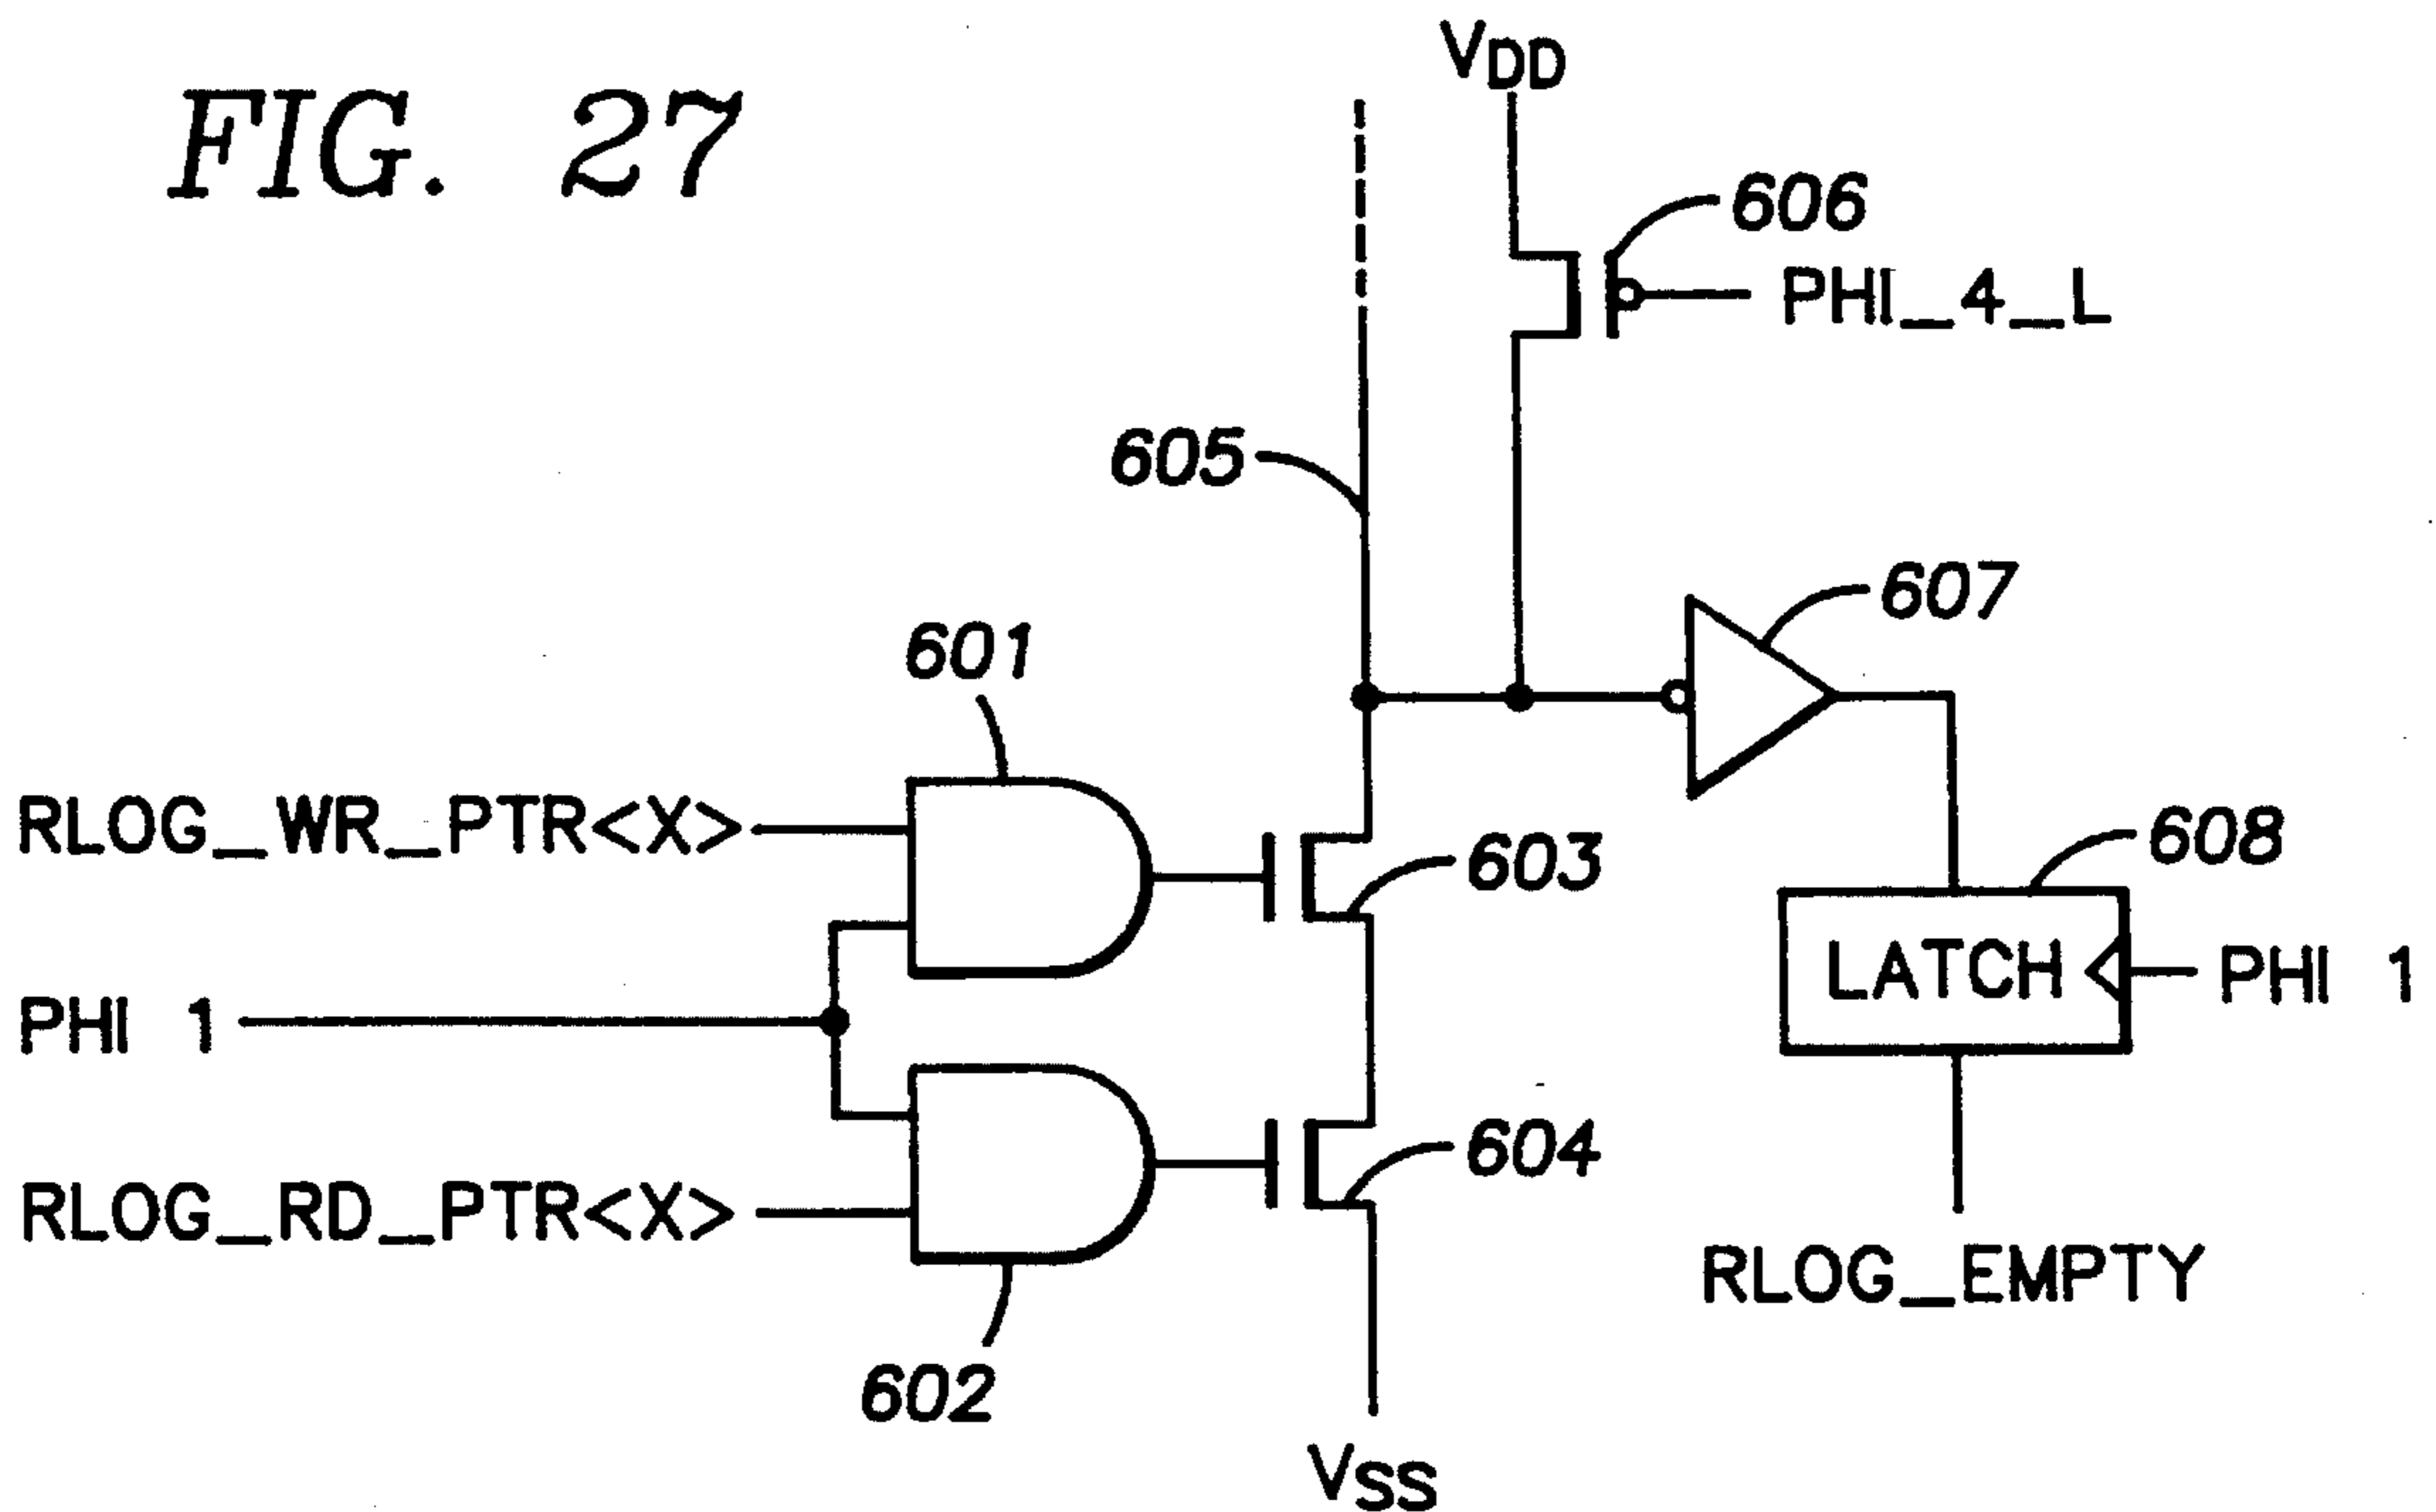 FIG. 27
VDD
606
PHI_4_L
605
607
601
RLOG_WR_PTR<X>
603
608
LATCH
PHI 1
PHI 1
604
RLOG_RD_PTR<X>
RLOG_EMPTY
602
VSS